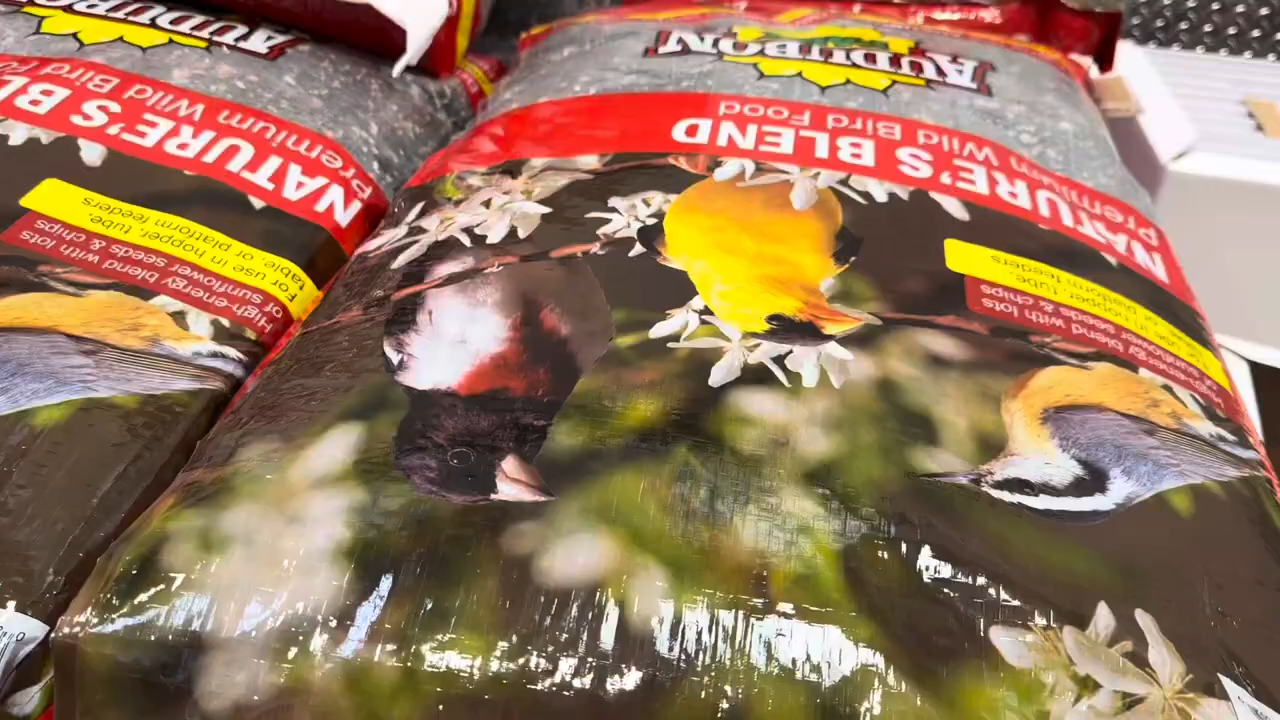 AUDUBON
NATURE'S BLEND
Premium Wild Bird Food
For use in hopper, tube,
table, or platform feeders
High-energy blend with lots
of sunflower seeds & chips
AUDUBON
NATURE'S BL
Premium Wild Bird Fo
For use in hopper, tube,
table, or platform feeders
High-energy blend with lots
of sunflower seeds & chips